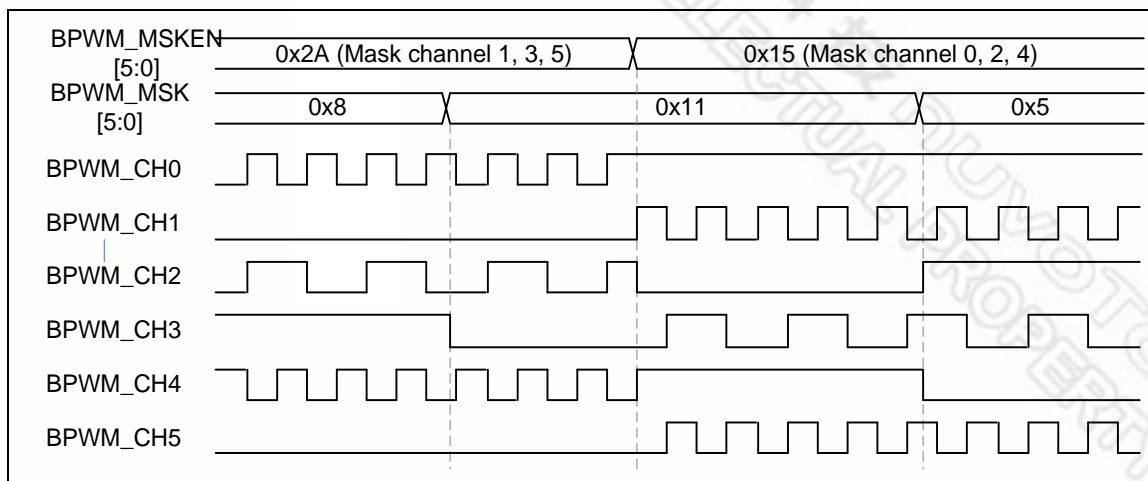 BPWM_MSKEN
[5:0]
0x2A (Mask channel 1, 3, 5)
0x15 (Mask channel 0, 2, 4)
BPWM_MSK
[5:0]
0x8
0x11
0x5
BPWM_CH0
BPWM_CH1
BPWM_CH2
BPWM_CH3
BPWM_CH4
BPWM_CH5
NUVOTO